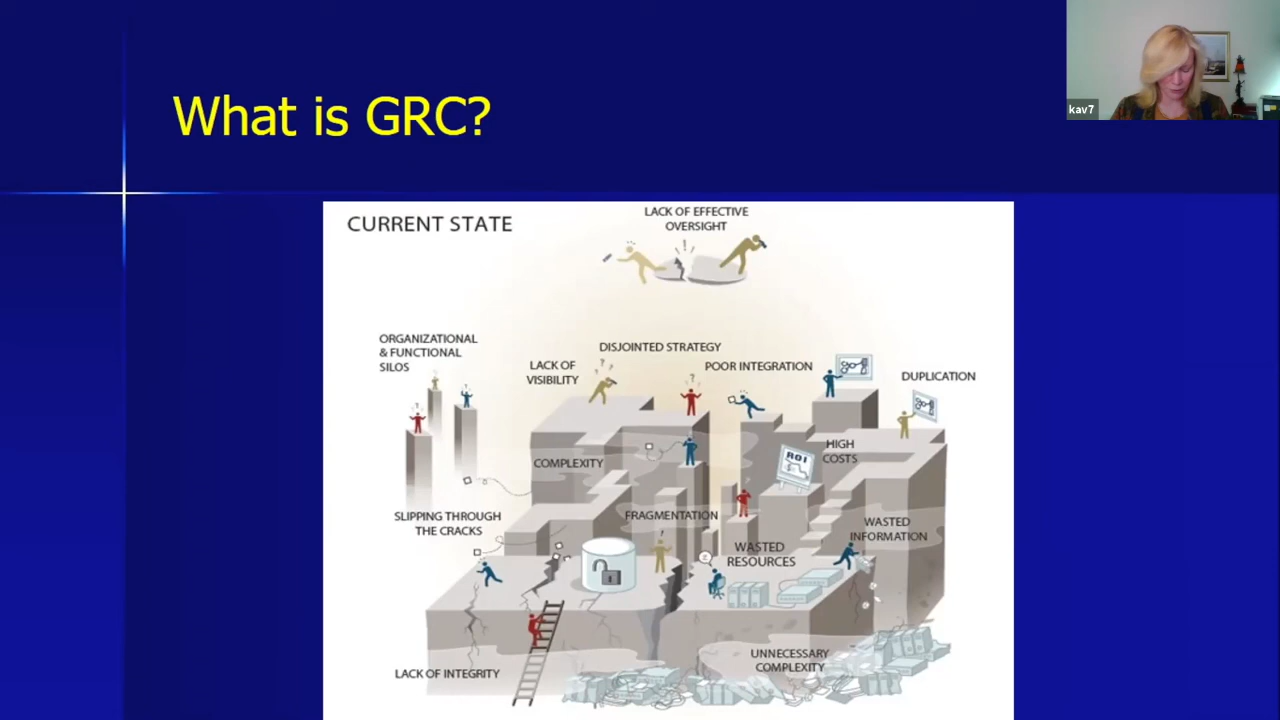 What is GRC?
kav7
CURRENT STATE
LACK OF EFFECTIVE
OVERSIGHT
ORGANIZATIONAL
& FUNCTIONAL
SILOS
DISJOINTED STRATEGY
LACK OF
VISIBILITY
POOR INTEGRATION
DUPLICATION
HIGH
COSTS
ROI
COMPLEXITY
SLIPPING THROUGH
THE CRACKS
FRAGMENTATION
WASTED
INFORMATION
WASTED
RESOURCES
LACK OF INTEGRITY
UNNECESSARY
COMPLEXITY